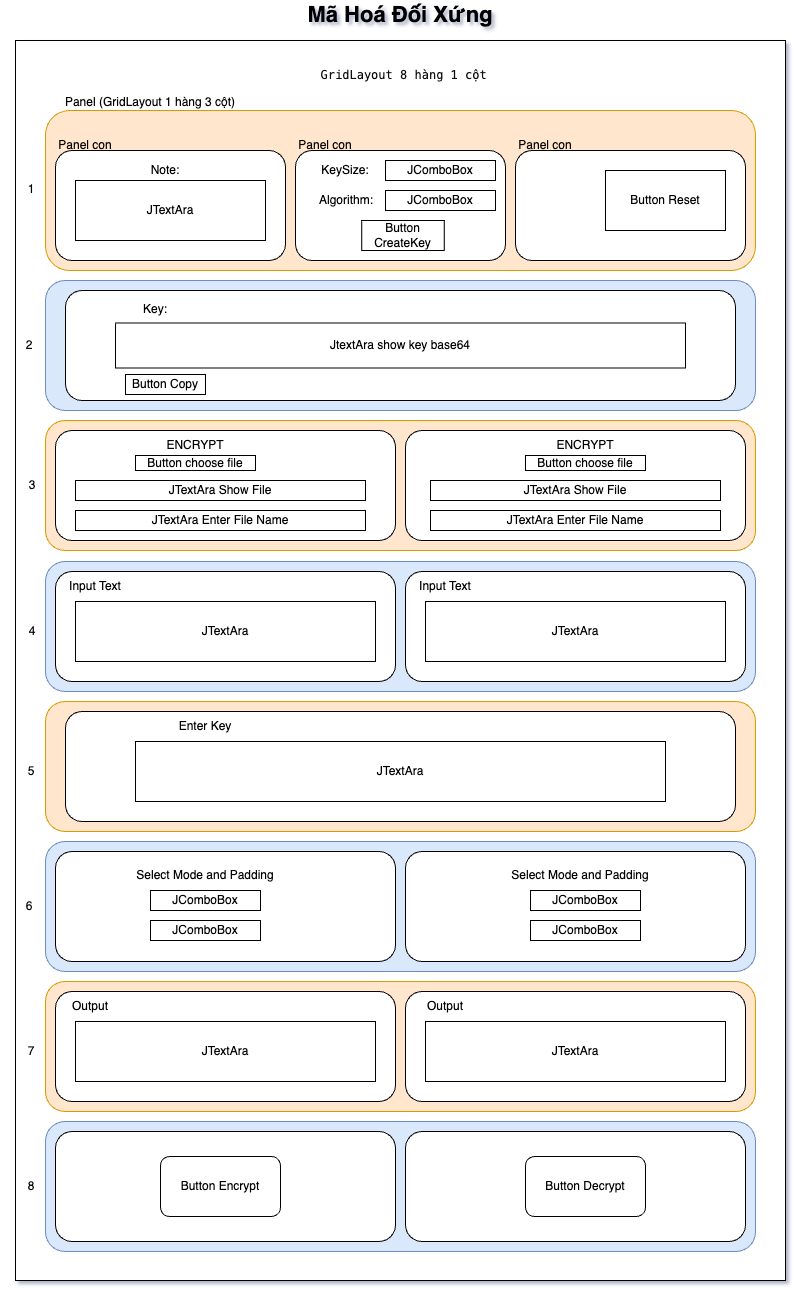 Mã Hoá Đối Xứng
GridLayout 8 hàng 1 cột
Panel (GridLayout 1 hàng 3 cột)
1
Panel con
Note:
JTextAra
Panel con
KeySize:
JComboBox
Algorithm:
JComboBox
Button
CreateKey
Panel con
Button Reset
2
Key:
JtextAra show key base64
Button Copy
3
ENCRYPT
Button choose file
JTextAra Show File
JTextAra Enter File Name
ENCRYPT
Button choose file
JTextAra Show File
JTextAra Enter File Name
4
Input Text
JTextAra
Input Text
JTextAra
5
Enter Key
JTextAra
6
Select Mode and Padding
JComboBox
JComboBox
Select Mode and Padding
JComboBox
JComboBox
7
Output
JTextAra
Output
JTextAra
8
Button Encrypt
Button Decrypt